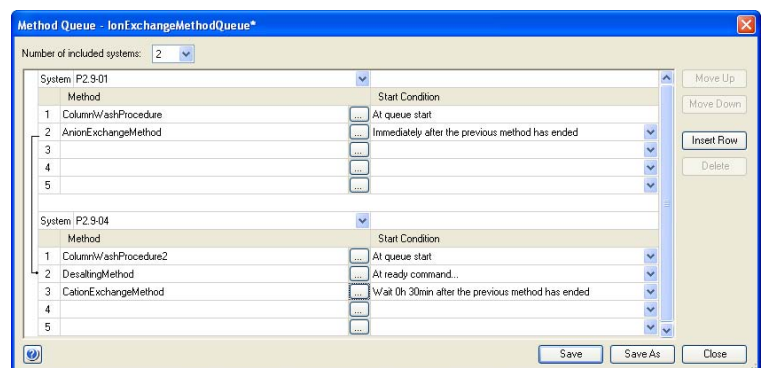 Method Queue - IonExchangeMethodQueue*
Number of included systems: 2
System P2.9-01
Move Up
Method Start Condition
Move Down
1 ColumnWashProcedure ... At queue start
2 AnionExchangeMethod ... Immediately after the previous method has ended
Insert Row
3 ...
4 ...
Delete
5 ...
System P2.9-04
Method Start Condition
1 ColumnWashProcedure2 ... At queue start
2 DesaltingMethod ... At ready command...
3 CationExchangeMethod ... Wait 0h 30min after the previous method has ended
4 ...
5 ...
? Save Save As Close